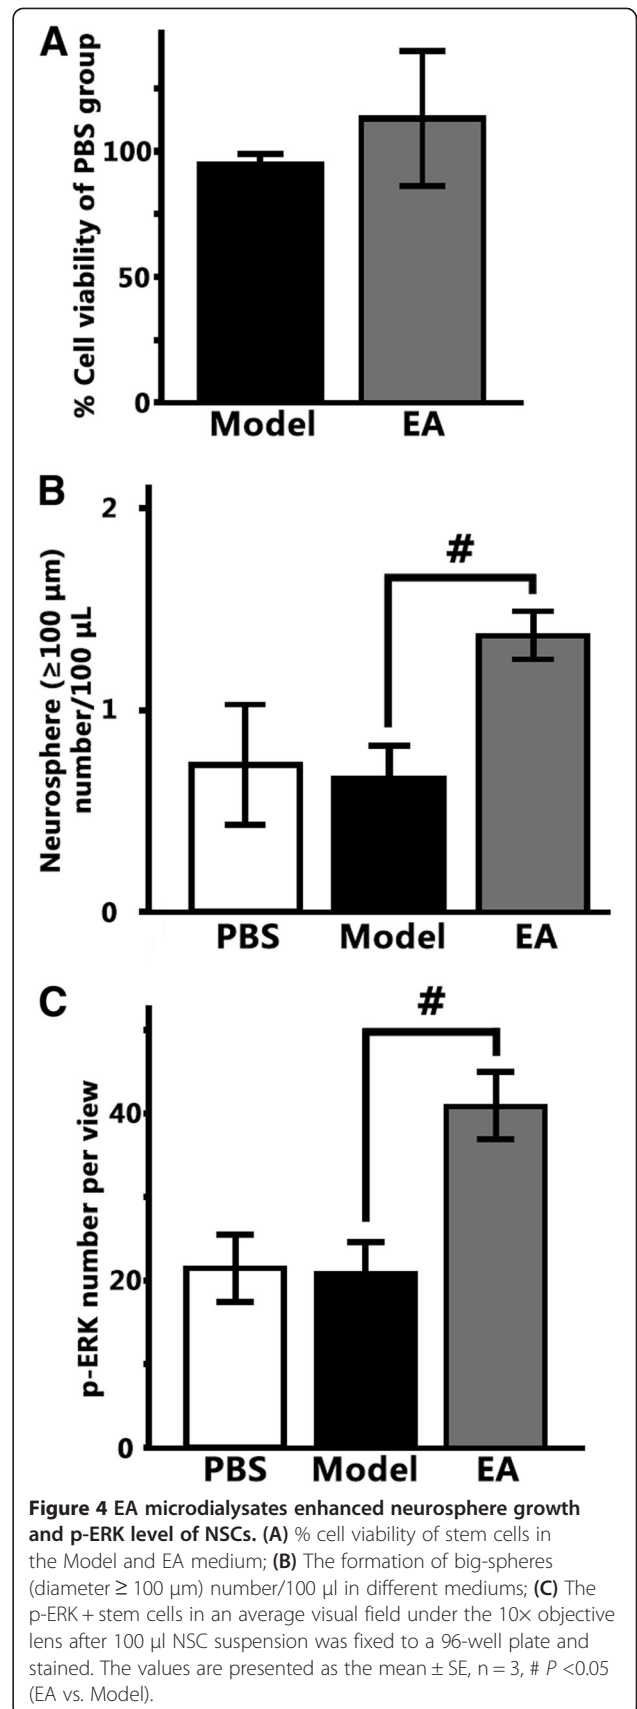 A
% Cell viability of PBS group
100
50
0
Model EA
B
Neurosphere (≥100 µm)
number/100 µL
2
1
0
#
PBS Model EA
C
p-ERK number per view
40
20
0
#
PBS Model EA
Figure 4 EA microdialysates enhanced neurosphere growth
and p-ERK level of NSCs. (A) % cell viability of stem cells in
the Model and EA medium; (B) The formation of big-spheres
(diameter ≥ 100 µm) number/100 µl in different mediums; (C) The
p-ERK + stem cells in an average visual field under the 10× objective
lens after 100 µl NSC suspension was fixed to a 96-well plate and
stained. The values are presented as the mean ± SE, n = 3, # P <0.05
(EA vs. Model).